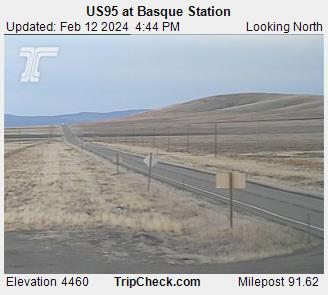 US95 at Basque Station
Updated: Feb 12 2024 4:44 PM Looking North
Elevation 4460 TripCheck.com Milepost 91.62